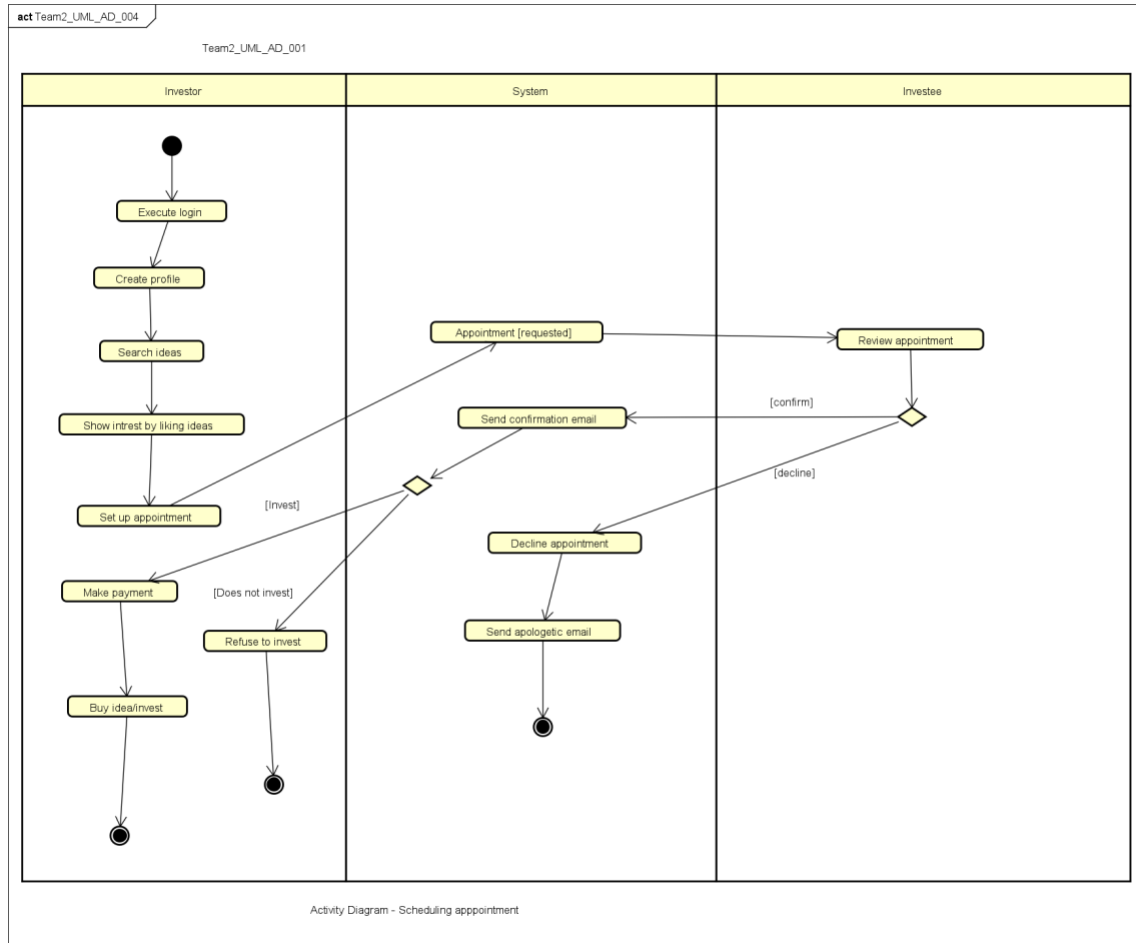 act Team2_UML_AD_004
Team2_UML_AD_001
Investor
System
Investee
Execute login
Create profile
Search ideas
Show intrest by liking ideas
Set up appointment
Appointment [requested]
Review appointment
[confirm]
Send confirmation email
[decline]
[Invest]
Decline appointment
Make payment
[Does not invest]
Refuse to invest
Send apologetic email
Buy idea/invest
Activity Diagram - Scheduling apppointment